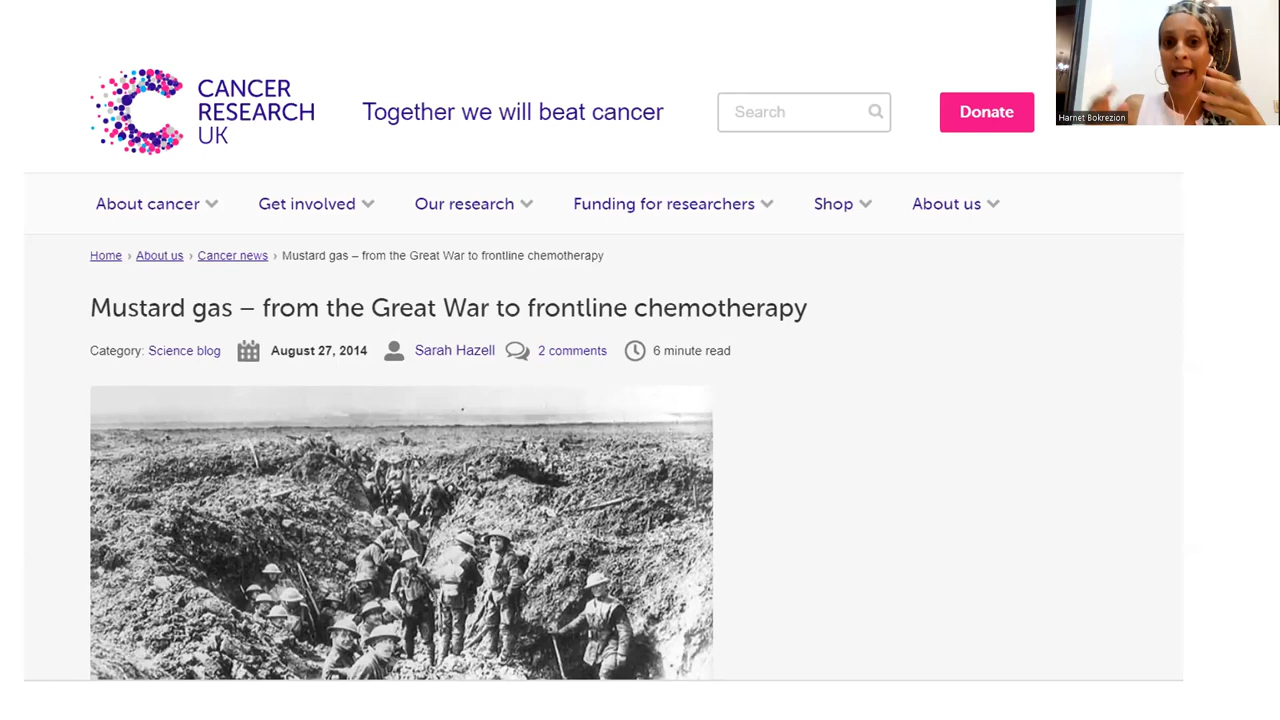 CANCER
RESEARCH
UK
Together we will beat cancer
Search
Donate
Harnet Bokrezion
About cancer
Get involved
Our research
Funding for researchers
Shop
About us
Home › About us › Cancer news › Mustard gas – from the Great War to frontline chemotherapy
Mustard gas – from the Great War to frontline chemotherapy
Category: Science blog August 27, 2014 Sarah Hazell 2 comments 6 minute read